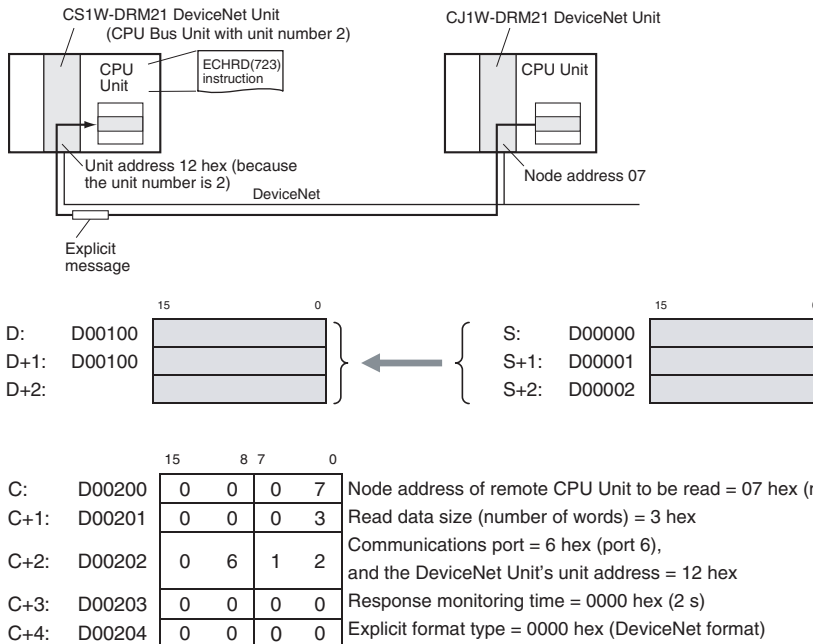 CS1W-DRM21 DeviceNet Unit
(CPU Bus Unit with unit number 2)
CJ1W-DRM21 DeviceNet Unit
CPU
Unit
ECHRD(723)
instruction
CPU Unit
Unit address 12 hex (because
the unit number is 2)
Node address 07
DeviceNet
Explicit
message
15 0
15
D: D00100
D+1: D00100
D+2:
S: D00000
S+1: D00001
S+2: D00002
15 8 7 0
C: D00200 0 0 0 7 Node address of remote CPU Unit to be read = 07 hex
C+1: D00201 0 0 0 3 Read data size (number of words) = 3 hex
C+2: D00202 0 6 1 2 Communications port = 6 hex (port 6),
and the DeviceNet Unit's unit address = 12 hex
C+3: D00203 0 0 0 0 Response monitoring time = 0000 hex (2 s)
C+4: D00204 0 0 0 0 Explicit format type = 0000 hex (DeviceNet format)